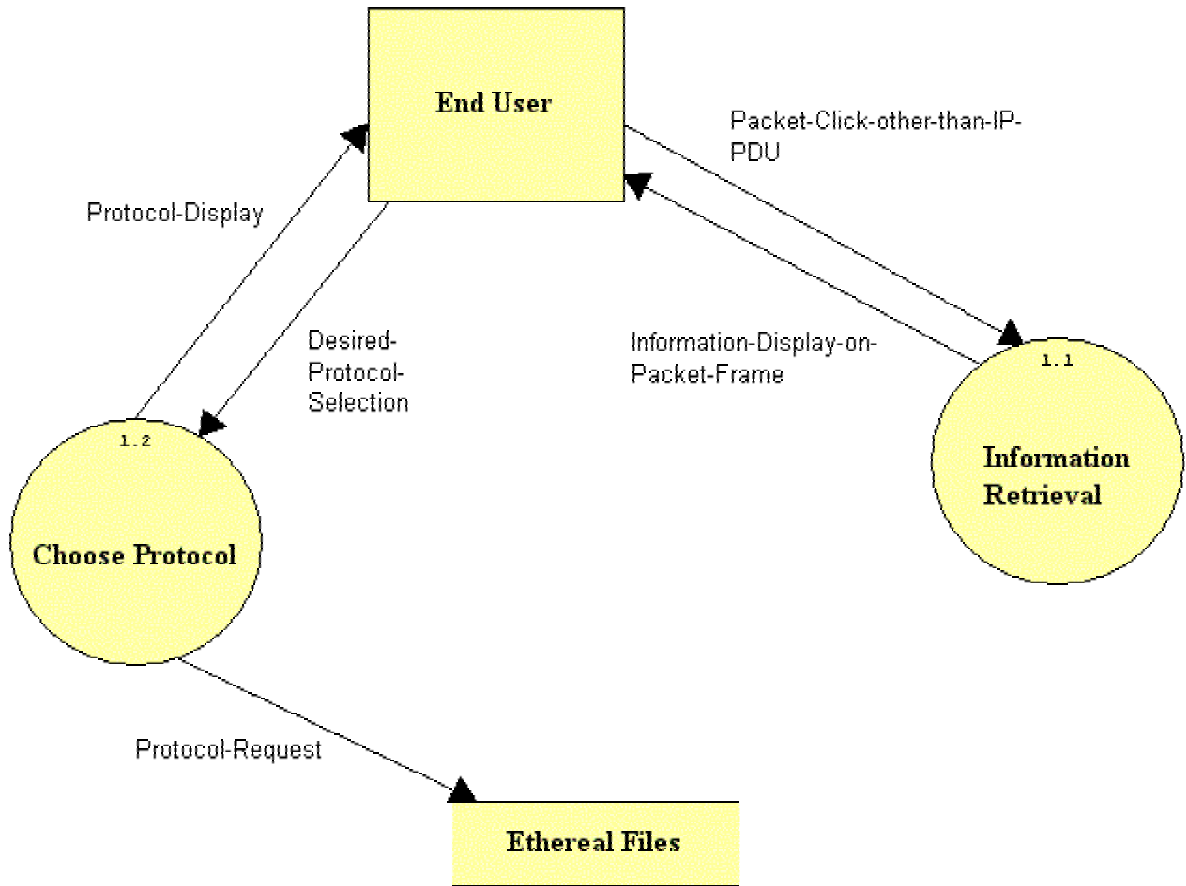 End User
Packet-Click-other-than-IP-
PDU
Protocol-Display
Desired-
Protocol-
Selection
Information-Display-on-
Packet-Frame
1.1
Information
Retrieval
1.2
Choose Protocol
Protocol-Request
Ethereal Files